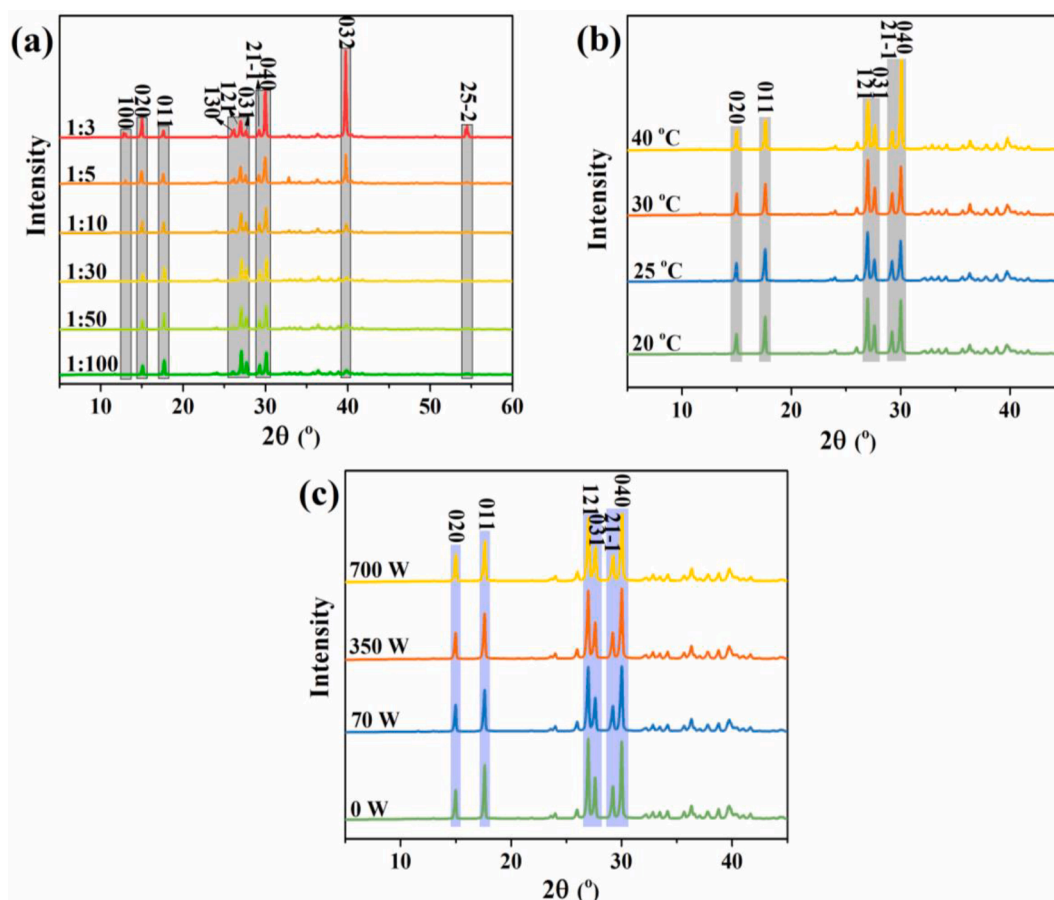 (a)
100
020
011
130
121
031
21-1
040
032
25-2
1:3
1:5
1:10
1:30
1:50
1:100
Intensity
10 20 30 40 50 60
2θ (°)
(b)
020
011
121
031
21-1
040
40 °C
30 °C
25 °C
20 °C
Intensity
10 20 30 40
2θ (°)
(c)
020
011
121
031
21-1
040
700 W
350 W
70 W
0 W
Intensity
10 20 30 40
2θ (°)